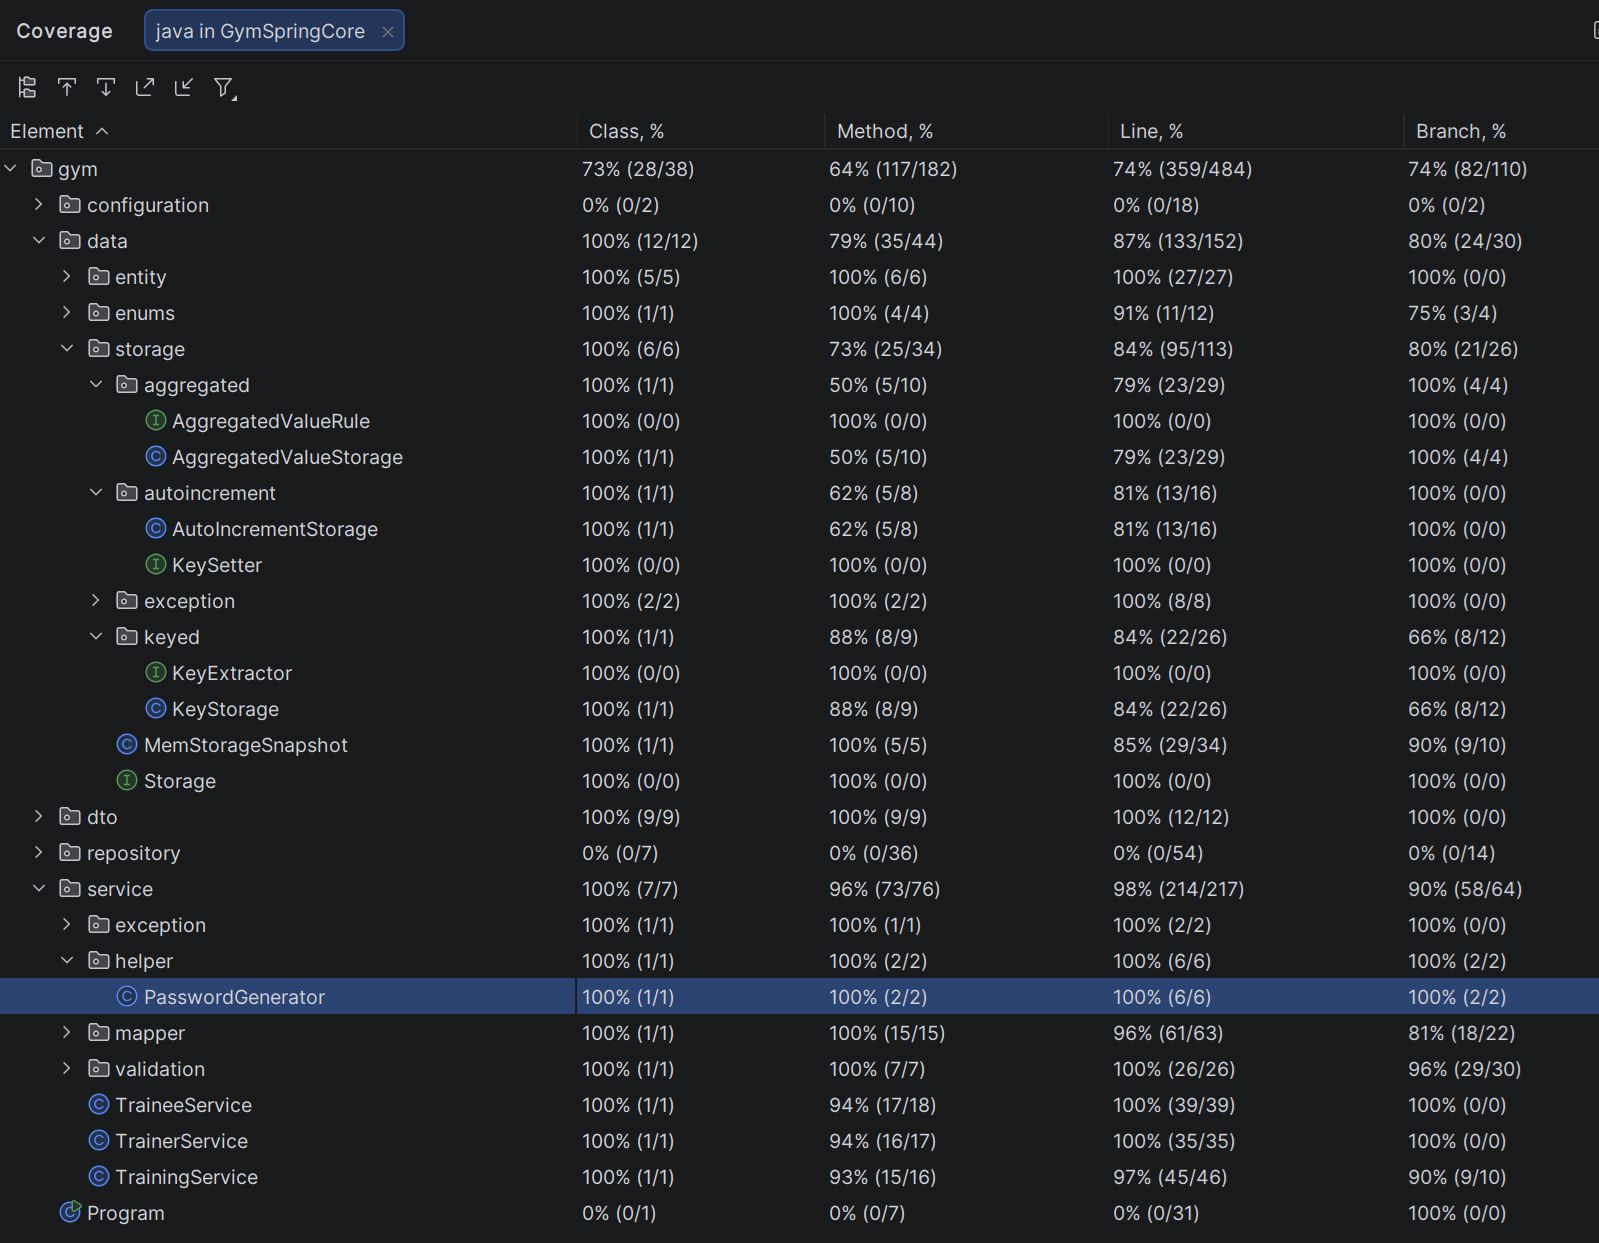 Coverage java in GymSpringCore
Element Class, % Method, % Line, % Branch, %
gym 73% (28/38) 64% (117/182) 74% (359/484) 74% (82/110)
configuration 0% (0/2) 0% (0/10) 0% (0/18) 0% (0/2)
data 100% (12/12) 79% (35/44) 87% (133/152) 80% (24/30)
entity 100% (5/5) 100% (6/6) 100% (27/27) 100% (0/0)
enums 100% (1/1) 100% (4/4) 91% (11/12) 75% (3/4)
storage 100% (6/6) 73% (25/34) 84% (95/113) 80% (21/26)
aggregated 100% (1/1) 50% (5/10) 79% (23/29) 100% (4/4)
AggregatedValueRule 100% (0/0) 100% (0/0) 100% (0/0) 100% (0/0)
AggregatedValueStorage 100% (1/1) 50% (5/10) 79% (23/29) 100% (4/4)
autoincrement 100% (1/1) 62% (5/8) 81% (13/16) 100% (0/0)
AutoIncrementStorage 100% (1/1) 62% (5/8) 81% (13/16) 100% (0/0)
KeySetter 100% (0/0) 100% (0/0) 100% (0/0) 100% (0/0)
exception 100% (2/2) 100% (2/2) 100% (8/8) 100% (0/0)
keyed 100% (1/1) 88% (8/9) 84% (22/26) 66% (8/12)
KeyExtractor 100% (0/0) 100% (0/0) 100% (0/0) 100% (0/0)
KeyStorage 100% (1/1) 88% (8/9) 84% (22/26) 66% (8/12)
MemStorageSnapshot 100% (1/1) 100% (5/5) 85% (29/34) 90% (9/10)
Storage 100% (0/0) 100% (0/0) 100% (0/0) 100% (0/0)
dto 100% (9/9) 100% (9/9) 100% (12/12) 100% (0/0)
repository 0% (0/7) 0% (0/36) 0% (0/54) 0% (0/14)
service 100% (7/7) 96% (73/76) 98% (214/217) 90% (58/64)
exception 100% (1/1) 100% (1/1) 100% (2/2) 100% (0/0)
helper 100% (1/1) 100% (2/2) 100% (6/6) 100% (2/2)
PasswordGenerator 100% (1/1) 100% (2/2) 100% (6/6) 100% (2/2)
mapper 100% (1/1) 100% (15/15) 96% (61/63) 81% (18/22)
validation 100% (1/1) 100% (7/7) 100% (26/26) 96% (29/30)
TraineeService 100% (1/1) 94% (17/18) 100% (39/39) 100% (0/0)
TrainerService 100% (1/1) 94% (16/17) 100% (35/35) 100% (0/0)
TrainingService 100% (1/1) 93% (15/16) 97% (45/46) 90% (9/10)
Program 0% (0/1) 0% (0/7) 0% (0/31) 100% (0/0)